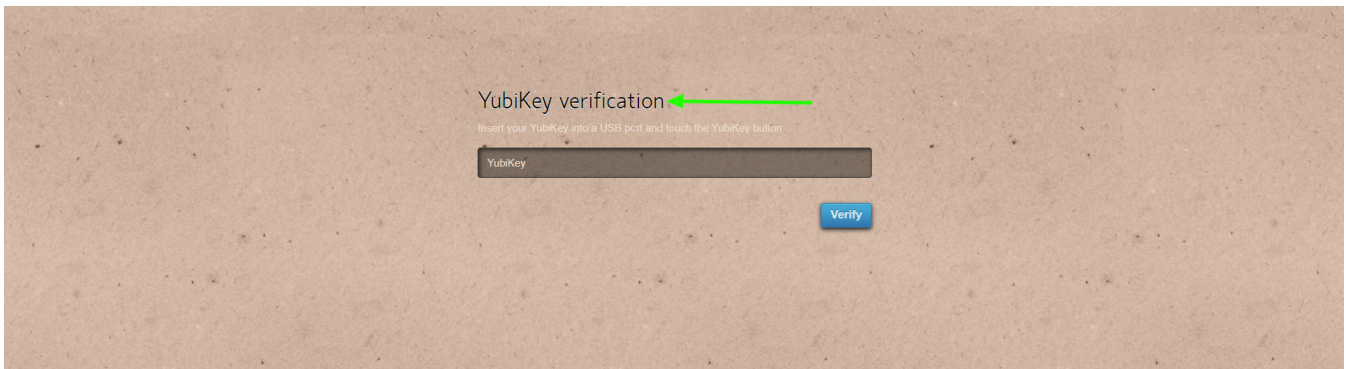 YubiKey verification
Insert your YubiKey into a USB port and touch the YubiKey button
YubiKey
Verify